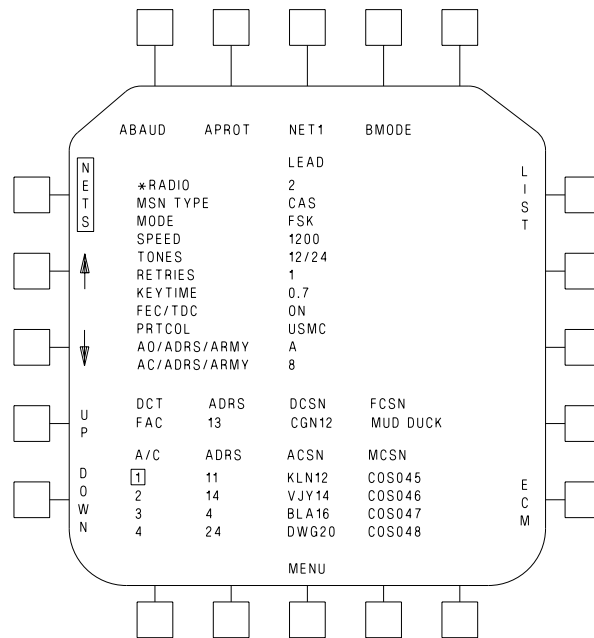 ABAUD APROT NET1 BMODE
LEAD
NETS
LIST
*RADIO 2
MSN TYPE CAS
MODE FSK
SPEED 1200
TONES 12/24
RETRIES 1
KEYTIME 0.7
FEC/TDC ON
PRTCOL USMC
AO/ADRS/ARMY A
AC/ADRS/ARMY 8
UP
DCT ADRS DCSN FCSN
FAC 13 CGN12 MUD DUCK
DOWN
ECM
A/C ADRS ACSN MCSN
1 11 KLN12 COS045
2 14 VJY14 COS046
3 4 BLA16 COS047
4 24 DWG20 COS048
MENU